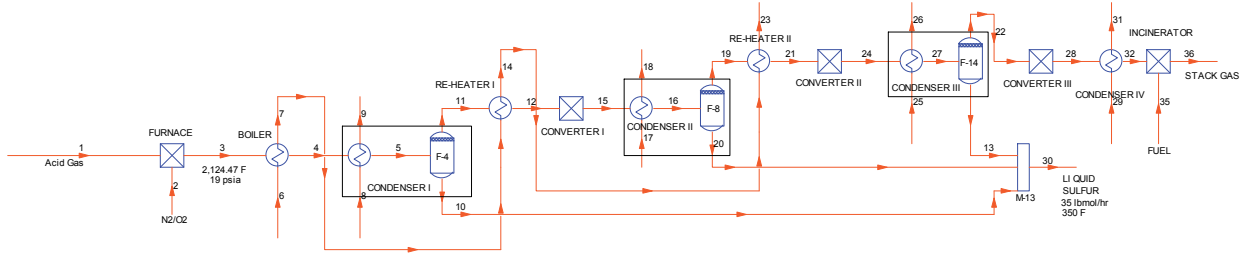 1
Acid Gas
FURNACE
2
N2/O2
3
2,124.47 F
19 psia
BOILER
7
6
4
9
8
5
F-4
CONDENSER I
11
10
RE-HEATER I
14
12
CONVERTER I
15
18
17
16
F-8
CONDENSER II
19
20
RE-HEATER II
23
21
CONVERTER II
24
26
25
27
F-14
CONDENSER III
22
13
M-13
30
LI QUID
SULFUR
35 lbmol/hr
350 F
CONVERTER III
28
31
29
CONDENSER IV
32
INCINERATOR
36
STACK GAS
35
FUEL